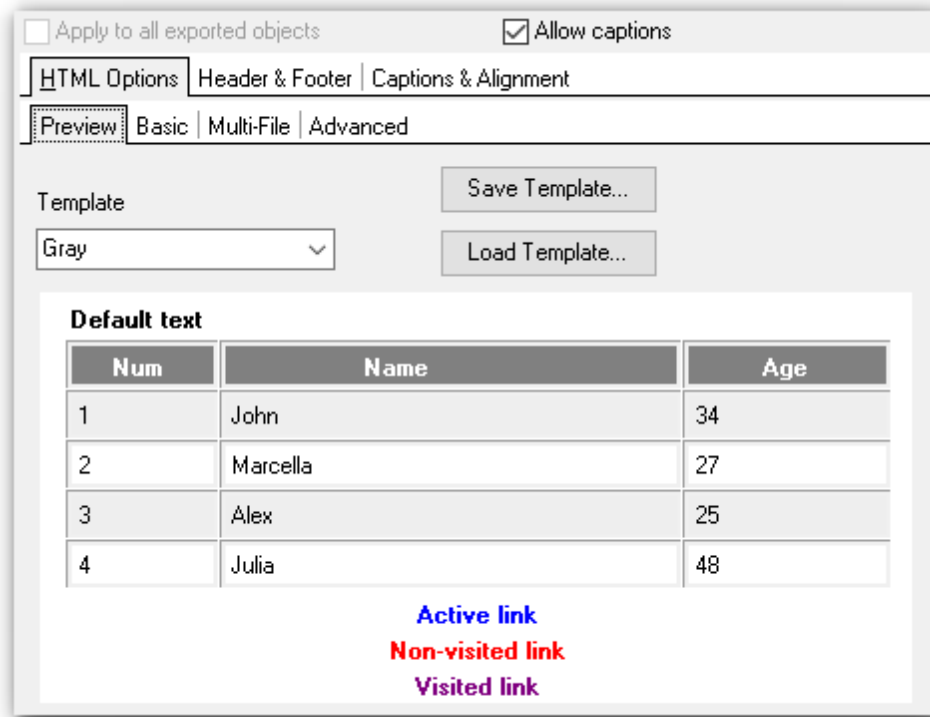 Apply to all exported objects Allow captions
HTML Options Header & Footer Captions & Alignment
Preview Basic Multi-File Advanced
Save Template...
Template
Gray
Load Template...
Default text
Num Name Age
1 John 34
2 Marcella 27
3 Alex 25
4 Julia 48
Active link
Non-visited link
Visited link